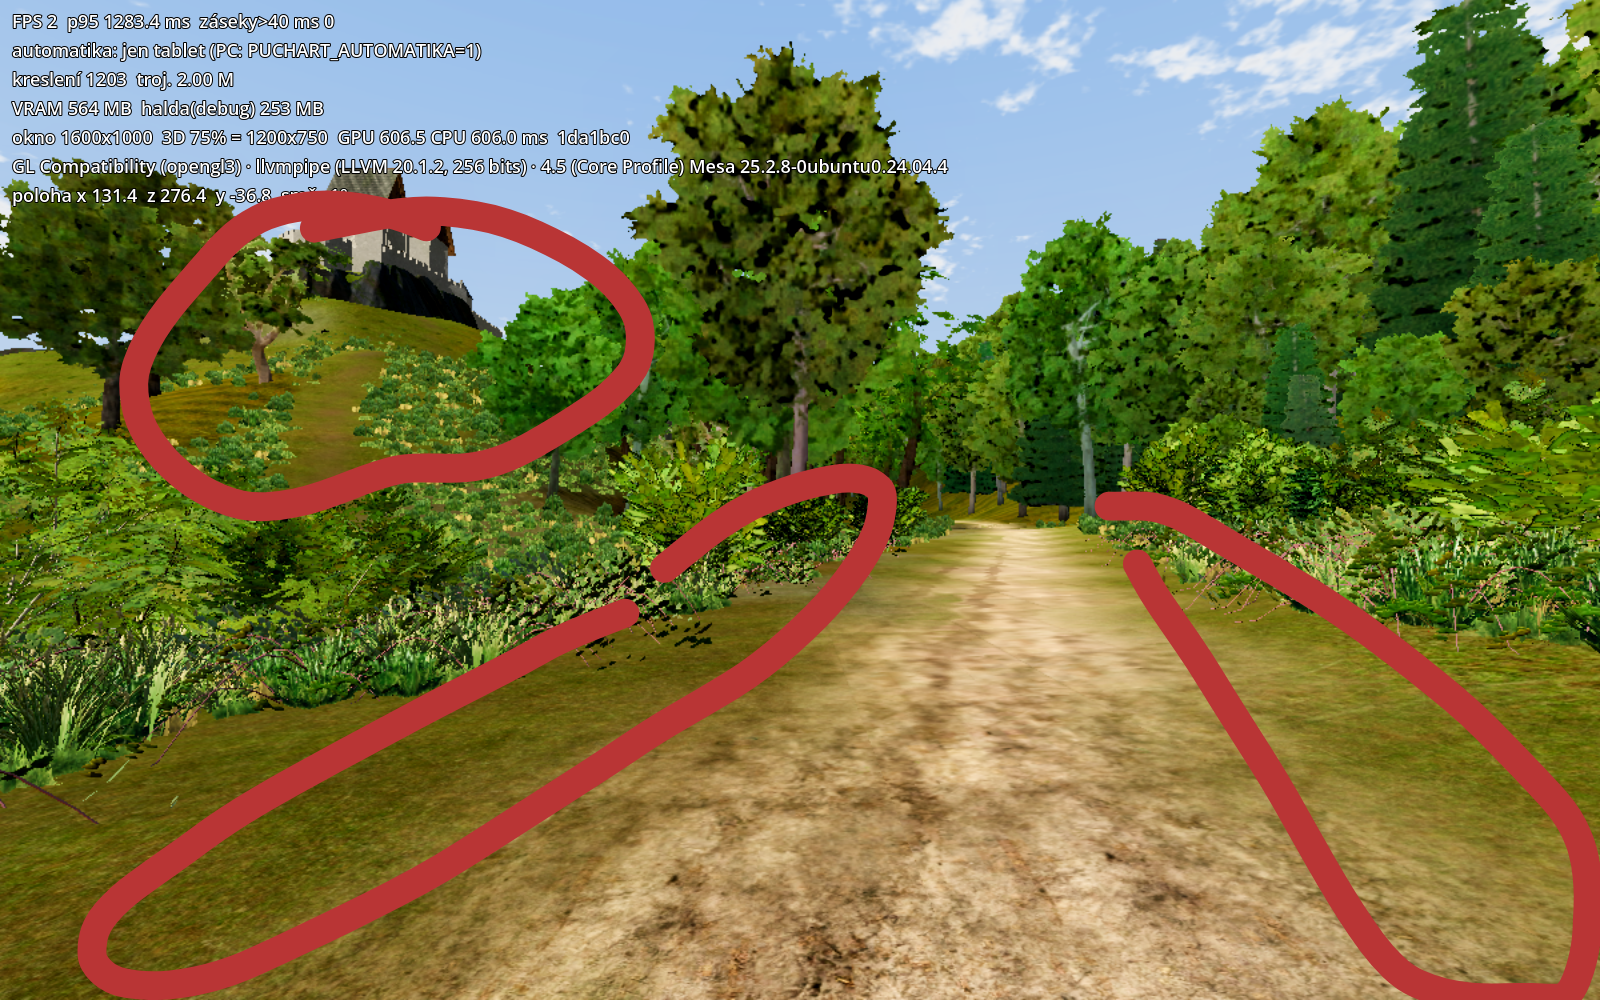 FPS 2  p95 1283.4 ms  záseky>40 ms 0
automatika: jen tablet (PC: PUCHART_AUTOMATIKA=1)
kreslení 1203  troj. 2.00 M
VRAM 564 MB  halda(debug) 253 MB
okno 1600x1000  3D 75% = 1200x750  GPU 606.5 CPU 606.0 ms  1da1bc0
GL Compatibility (opengl3) · llvmpipe (LLVM 20.1.2, 256 bits) · 4.5 (Core Profile) Mesa 25.2.8-0ubuntu0.24.04.4
poloha x 131.4  z 276.4  y -36.8